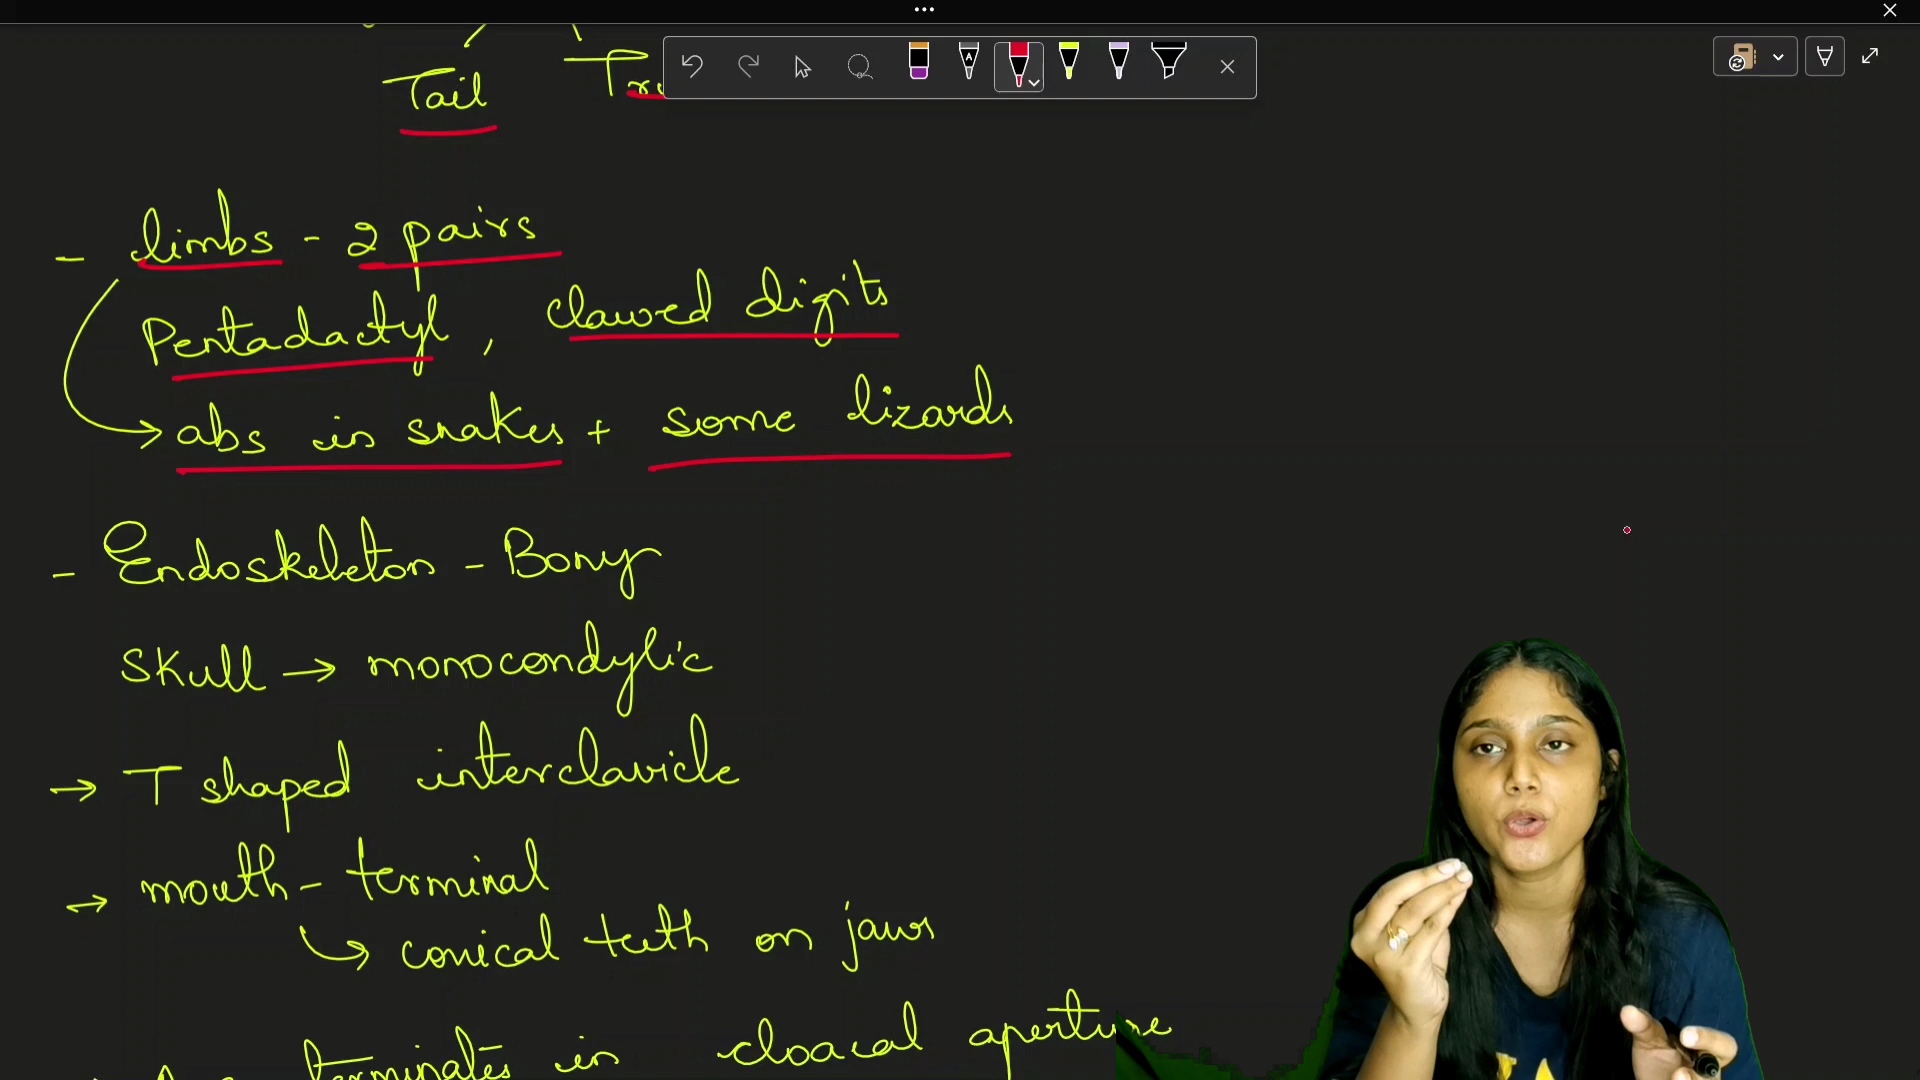 Tail
- limbs - 2 pairs
Pentadactyl, clawed digits
→ abs in snakes + some lizards
- Endoskeleton - Bony
Skull → monocondylic
→ T shaped interclavicle
→ mouth - terminal
↳ conical teeth on jaws
terminates in cloacal aperture